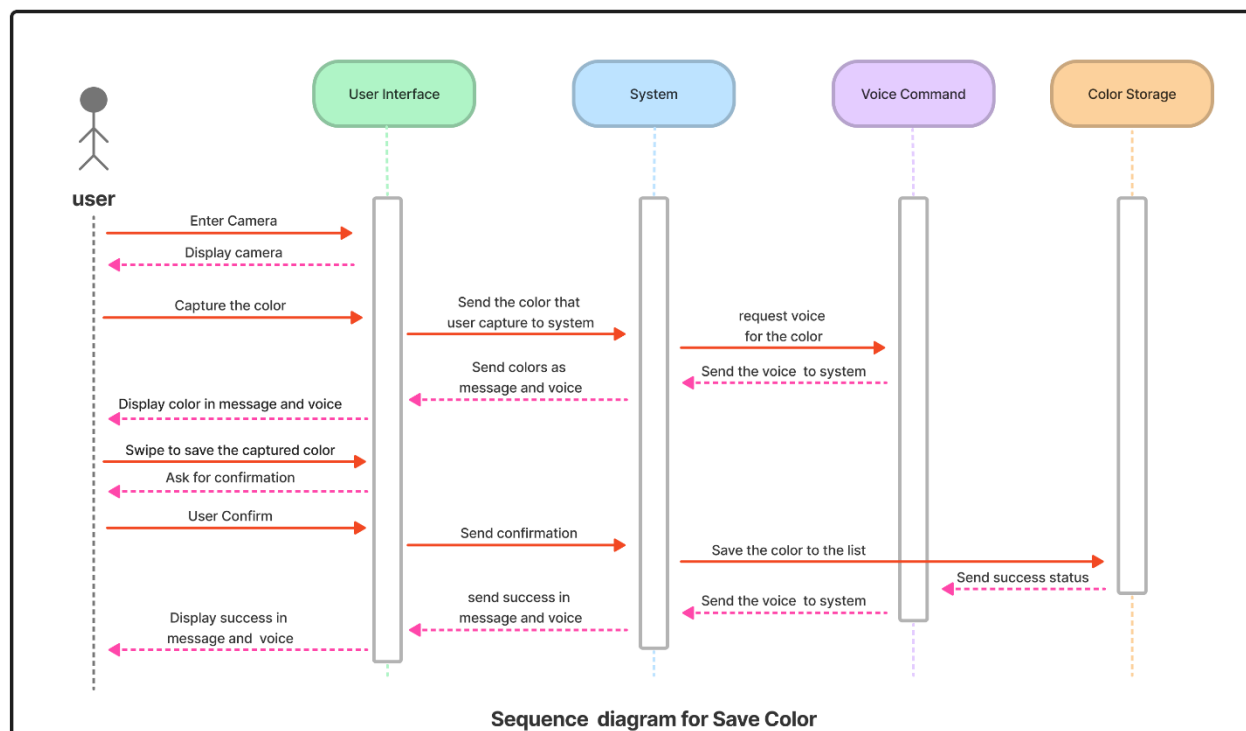 User Interface
System
Voice Command
Color Storage
user
Enter Camera
Display camera
Capture the color
Send the color that
user capture to system
request voice
for the color
Send the voice  to system
Send colors as
message and voice
Display color in message and voice
Swipe to save the captured color
Ask for confirmation
User Confirm
Send confirmation
Save the color to the list
Send success status
Send the voice  to system
send success in
message and voice
Display success in
message and  voice
Sequence  diagram for Save Color